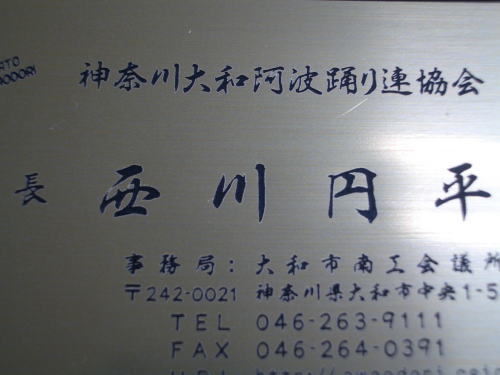 神奈川大和阿波踊り連協会
長 西川円平
事務局：大和市商工会議所
〒242-0021 神奈川県大和市中央1-5
TEL 046-263-9111
FAX 046-264-0391